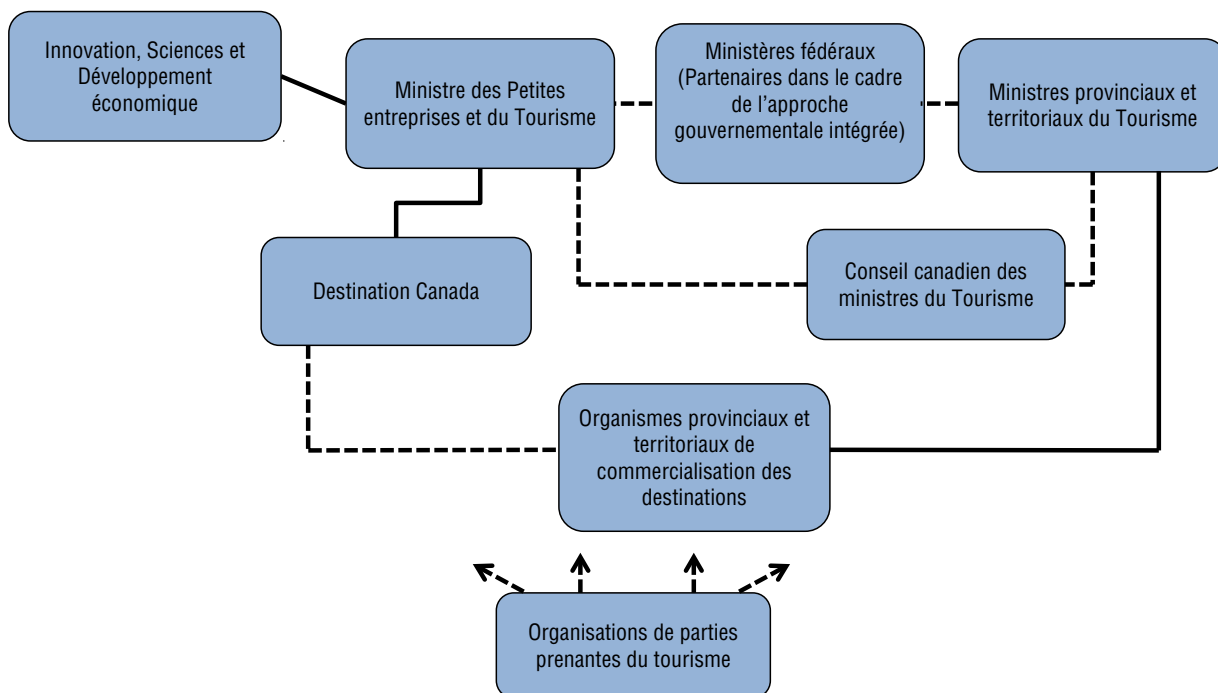 Innovation, Sciences et
Développement
économique
Ministre des Petites
entreprises et du Tourisme
Ministères fédéraux
(Partenaires dans le cadre
de l’approche
gouvernementale intégrée)
Ministres provinciaux et
territoriaux du Tourisme
Destination Canada
Conseil canadien des
ministres du Tourisme
Organismes provinciaux et
territoriaux de
commercialisation des
destinations
Organisations de parties
prenantes du tourisme